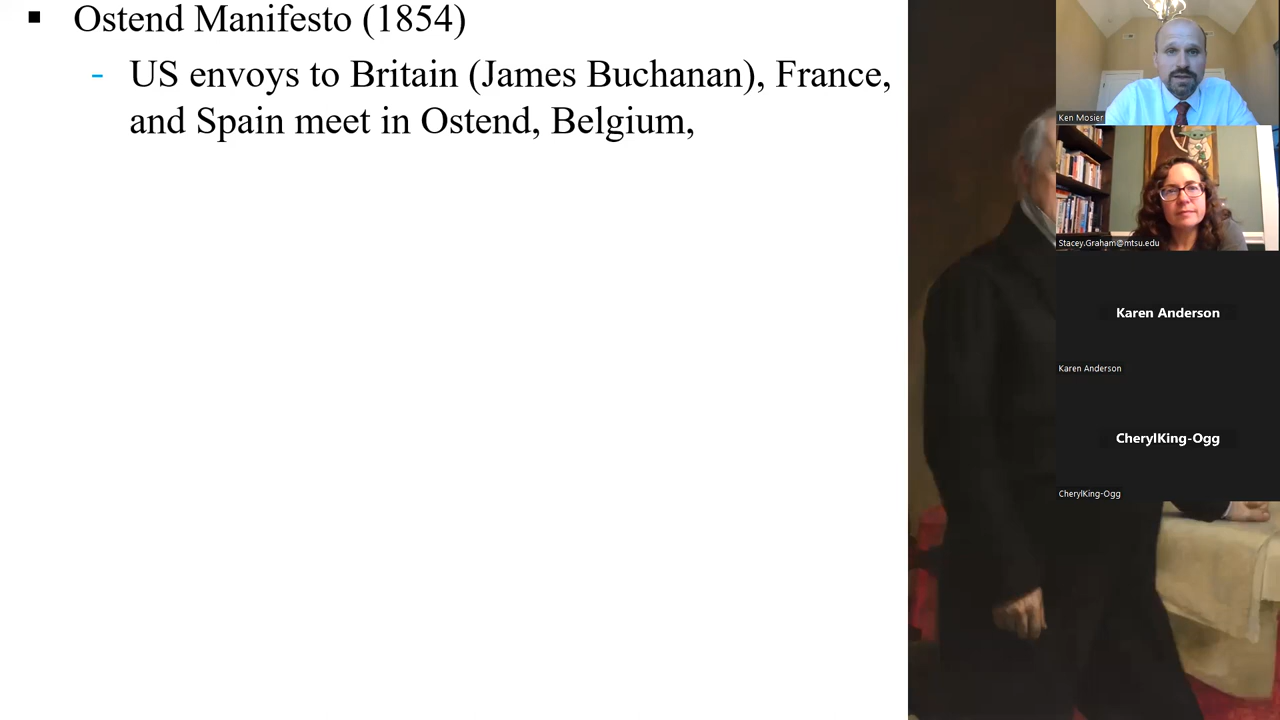 ▪ Ostend Manifesto (1854)
- US envoys to Britain (James Buchanan), France,
and Spain meet in Ostend, Belgium,
Ken Mosier
Stacey.Graham@mtsu.edu
Karen Anderson
Karen Anderson
CherylKing-Ogg
CherylKing-Ogg